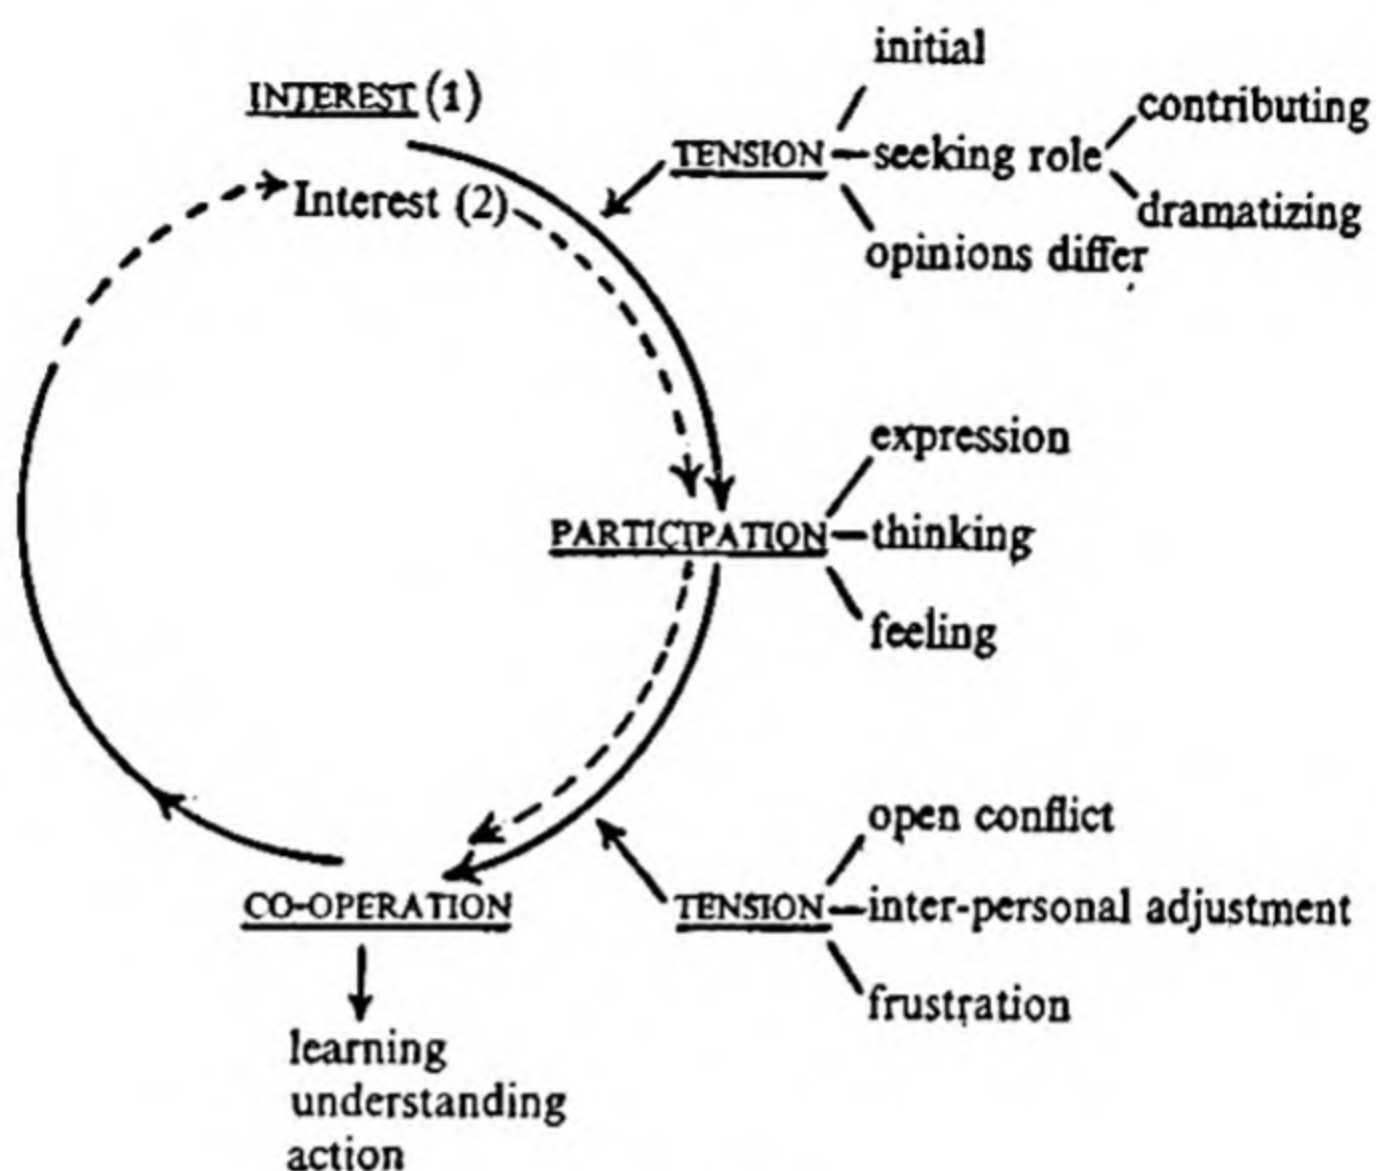 initial
INTEREST (1)
contributing
TENSION
seeking role
Interest (2)
dramatizing
opinions differ
expression
PARTICIPATION
thinking
feeling
open conflict
CO-OPERATION
TENSION
inter-personal adjustment
frustration
learning
understanding
action